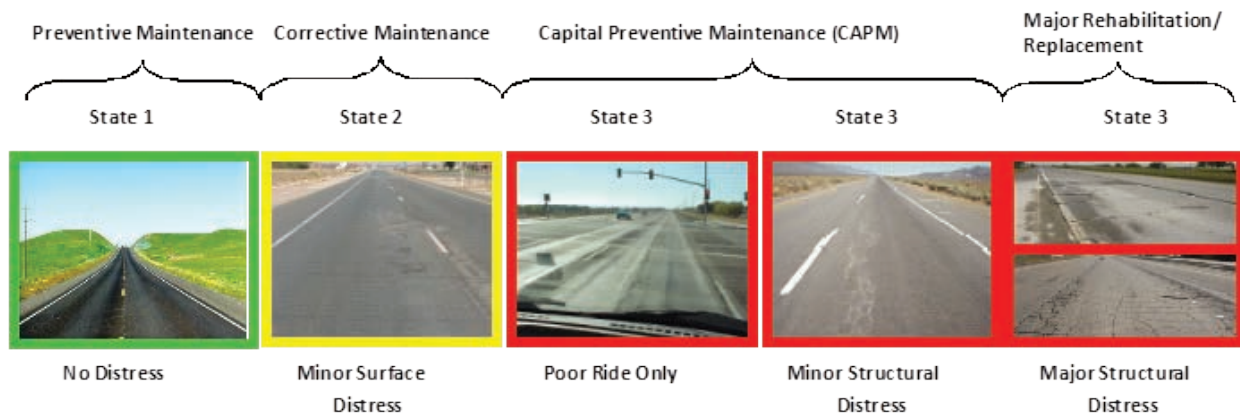 Preventive Maintenance
Corrective Maintenance
Capital Preventive Maintenance (CAPM)
Major Rehabilitation/
Replacement
State 1
State 2
State 3
State 3
State 3
No Distress
Minor Surface
Distress
Poor Ride Only
Minor Structural
Distress
Major Structural
Distress